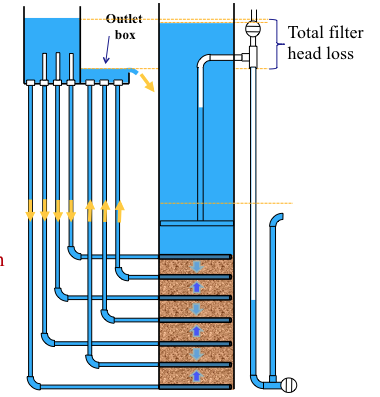 Outlet
box
Total filter
head loss
n